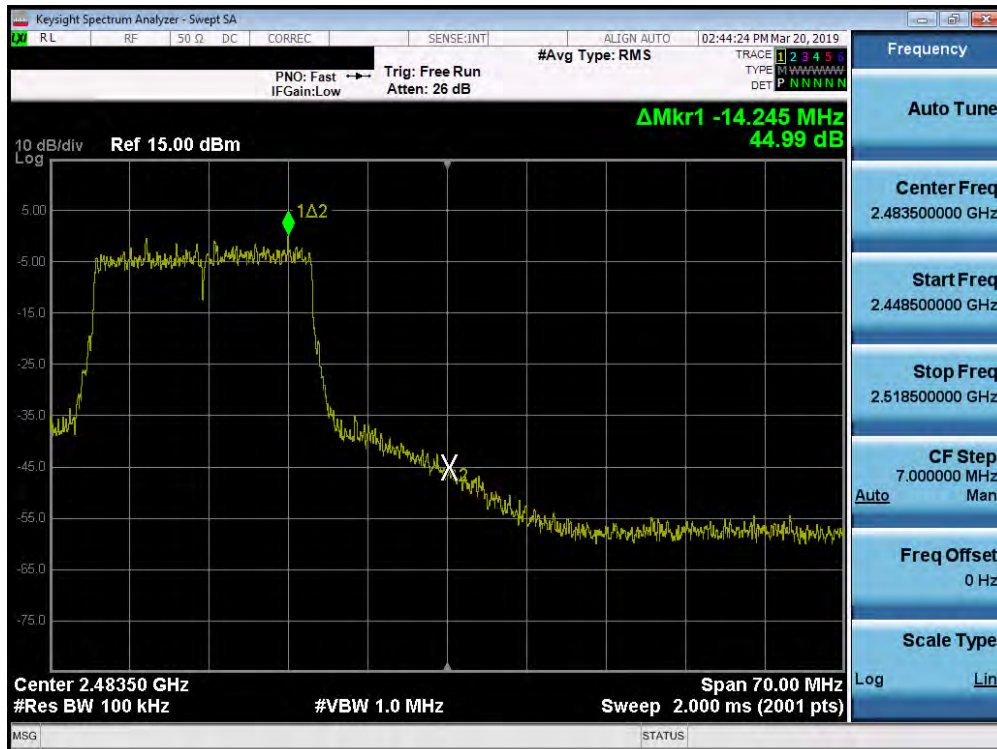 Keysight Spectrum Analyzer - Swept SA
LXI RL RF 50 Ω DC CORREC SENSE:INT ALIGN AUTO 02:44:24 PM Mar 20, 2019
#Avg Type: RMS TRACE 1 2 3 4 5 6
PNO: Fast Trig: Free Run TYPE M WWWWW
IFGain:Low Atten: 26 dB DET P N N N N N
ΔMkr1 -14.245 MHz
44.99 dB
10 dB/div Ref 15.00 dBm
Log
5.00
-5.00
-15.0
-25.0
-35.0
-45.0
-55.0
-65.0
-75.0
1Δ2
X2
Center 2.48350 GHz Span 70.00 MHz
#Res BW 100 kHz #VBW 1.0 MHz Sweep 2.000 ms (2001 pts)
MSG STATUS
Frequency
Auto Tune
Center Freq
2.483500000 GHz
Start Freq
2.448500000 GHz
Stop Freq
2.518500000 GHz
CF Step
7.000000 MHz
Auto Man
Freq Offset
0 Hz
Scale Type
Log Lin